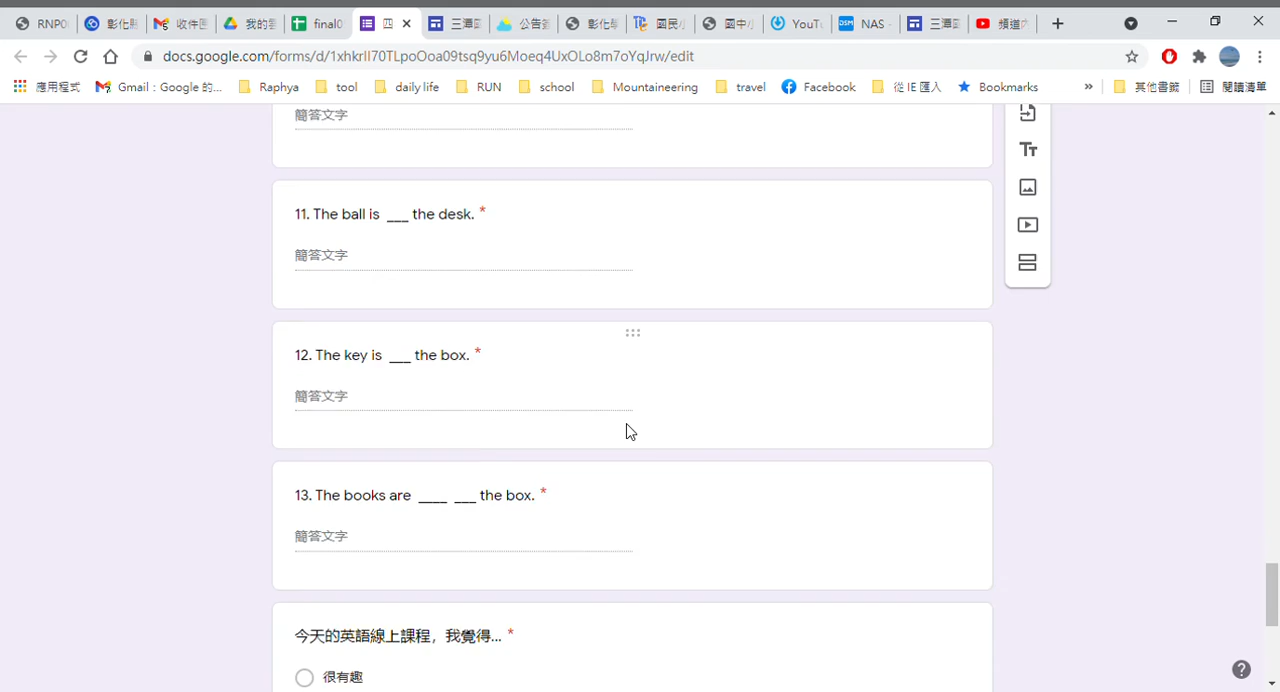 RNP0
彰化縣
收件匣
我的雲
final0
四
三潭國
公告雲
彰化縣
國民小
國中小
YouTu
NAS -
三潭國
頻道內
docs.google.com/forms/d/1xhkrII70TLpoOoa09tsq9yu6Moeq4UxOLo8m7oYqJrw/edit
應用程式
Gmail：Google 的...
Raphya
tool
daily life
RUN
school
Mountaineering
travel
Facebook
從 IE 匯入
Bookmarks
»
其他書籤
閱讀清單
簡答文字
11. The ball is ___ the desk. *
簡答文字
12. The key is ___ the box. *
簡答文字
13. The books are ____ ___ the box. *
簡答文字
今天的英語線上課程，我覺得... *
很有趣